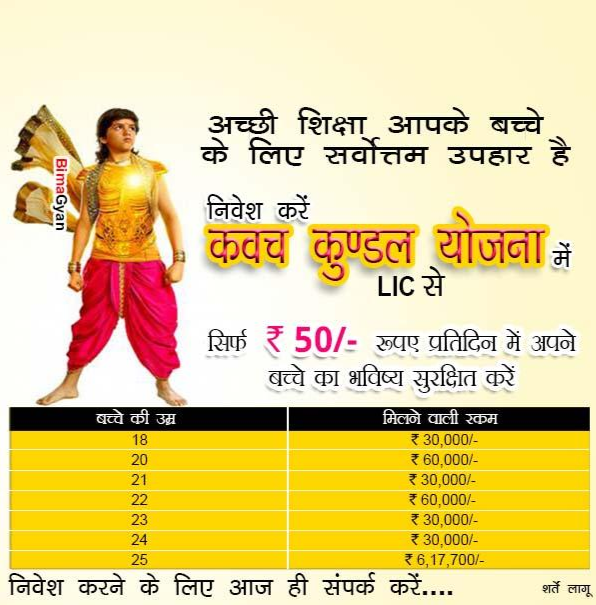 अच्छी शिक्षा आपके बच्चे
के लिए सर्वोत्तम उपहार है
BimaGyan
निवेश करें
कवच कुण्डल योजना में
LIC से
सिर्फ ₹ 50/- रूपए प्रतिदिन में अपने
बच्चे का भविष्य सुरक्षित करें
बच्चे की उम्र मिलने वाली रकम
18 ₹ 30,000/-
20 ₹ 60,000/-
21 ₹ 30,000/-
22 ₹ 60,000/-
23 ₹ 30,000/-
24 ₹ 30,000/-
25 ₹ 6,17,700/-
निवेश करने के लिए आज ही संपर्क करें.... शर्ते लागू